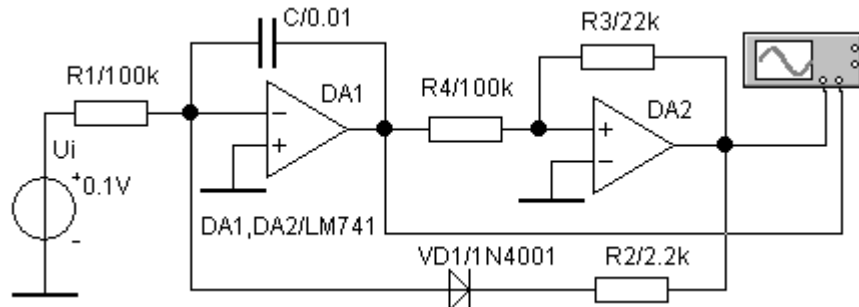 C/0.01
R3/22k
R1/100k
DA1
R4/100k
DA2
Ui
+
0.1V
-
-
+
+
-
DA1,DA2/LM741
VD1/1N4001
R2/2.2k